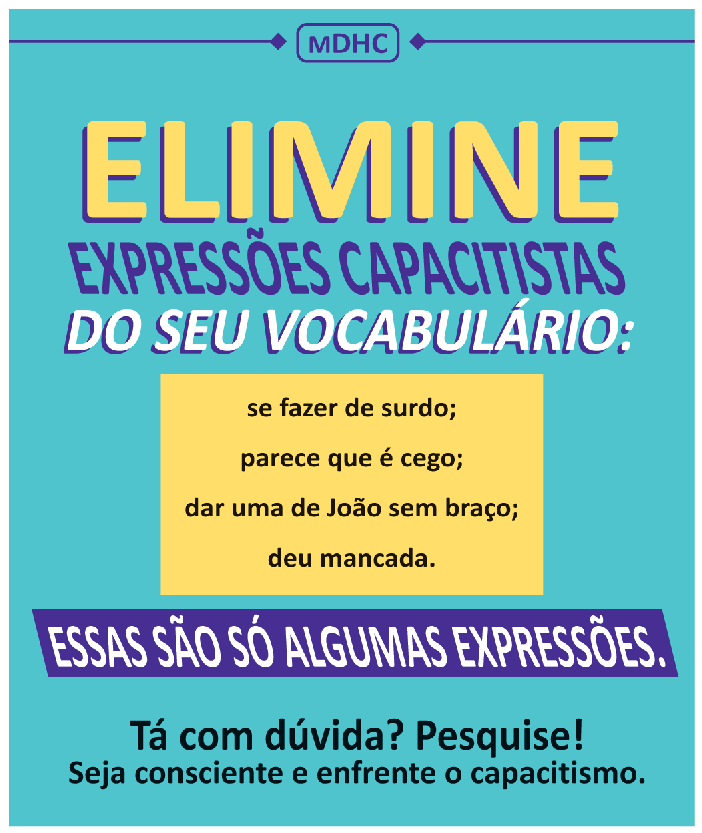 MDHC
ELIMINE
EXPRESSÕES CAPACITISTAS
DO SEU VOCABULÁRIO:
se fazer de surdo;
parece que é cego;
dar uma de João sem braço;
deu mancada.
ESSAS SÃO SÓ ALGUMAS EXPRESSÕES.
Tá com dúvida? Pesquise!
Seja consciente e enfrente o capacitismo.